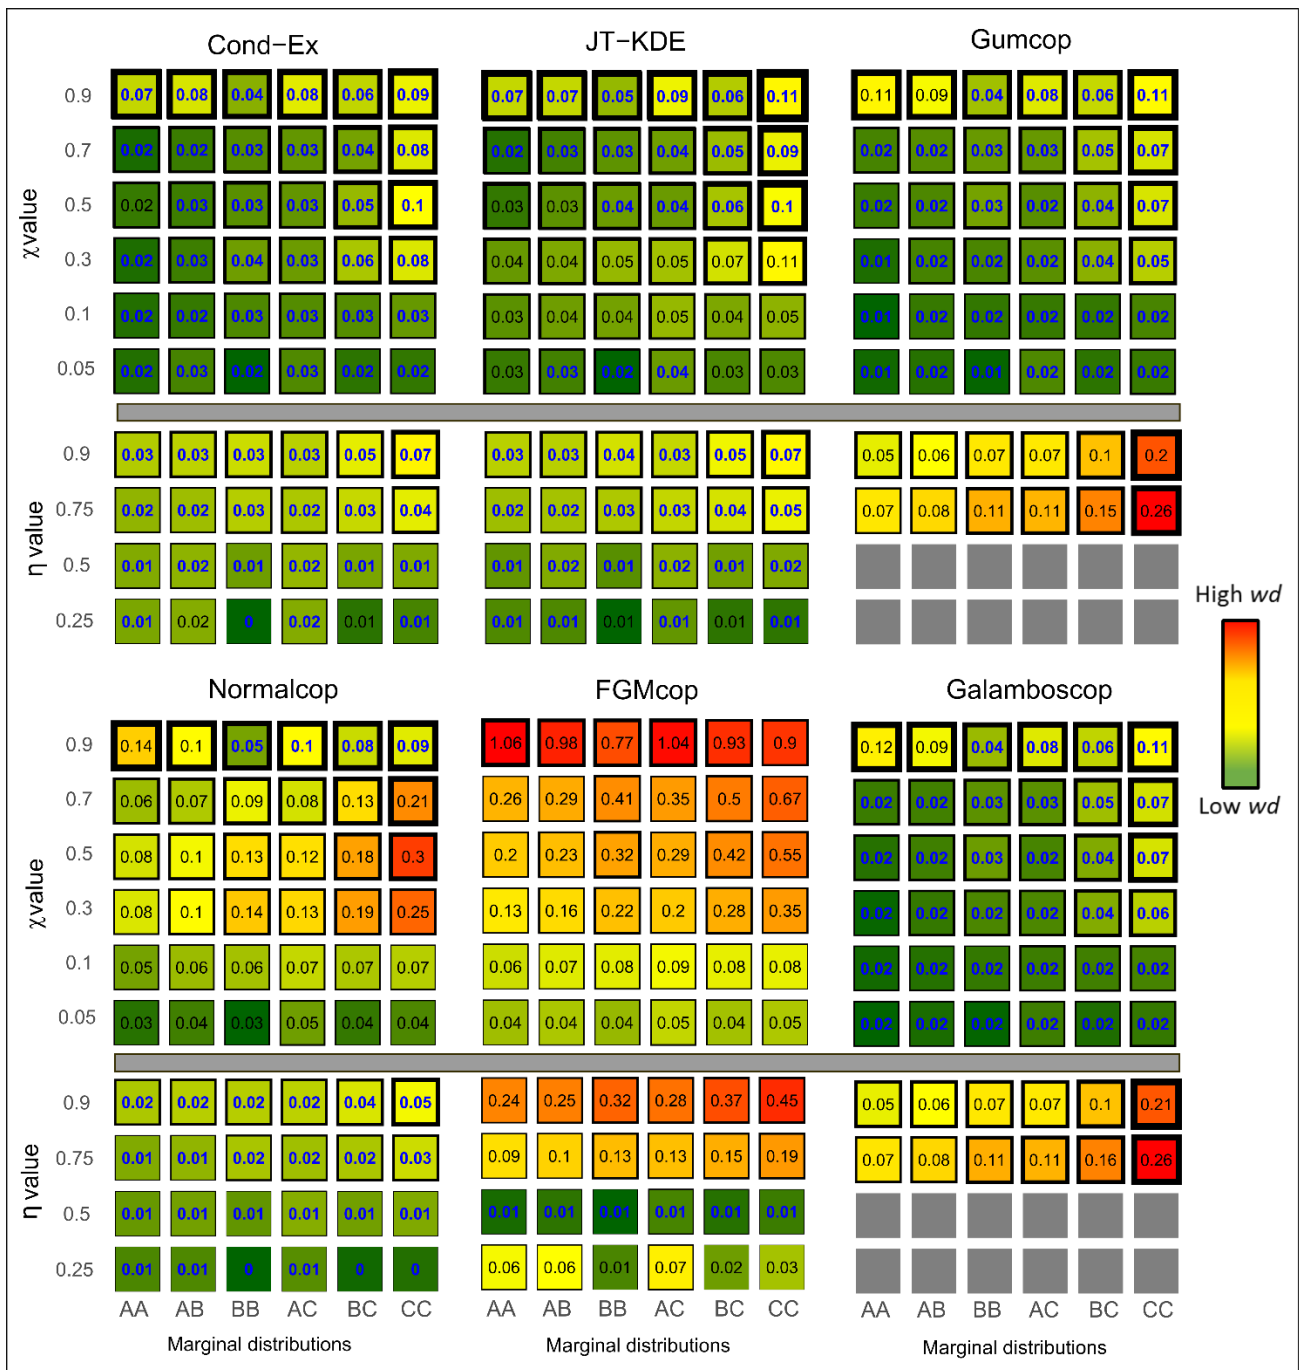 Cond−Ex JT−KDE Gumcop
0.9 0.07 0.08 0.04 0.08 0.06 0.09 0.07 0.07 0.05 0.09 0.06 0.11 0.11 0.09 0.04 0.08 0.06 0.11
0.7 0.02 0.02 0.03 0.03 0.04 0.08 0.02 0.03 0.03 0.04 0.05 0.09 0.02 0.02 0.03 0.03 0.05 0.07
χvalue
0.5 0.02 0.03 0.03 0.03 0.05 0.1 0.03 0.03 0.04 0.04 0.06 0.1 0.02 0.02 0.03 0.02 0.04 0.07
0.3 0.02 0.03 0.04 0.03 0.06 0.08 0.04 0.04 0.05 0.05 0.07 0.11 0.01 0.02 0.02 0.02 0.04 0.05
0.1 0.02 0.02 0.03 0.03 0.03 0.03 0.03 0.04 0.04 0.05 0.04 0.05 0.01 0.02 0.02 0.02 0.02 0.02
0.05 0.02 0.03 0.02 0.03 0.02 0.02 0.03 0.03 0.02 0.04 0.03 0.03 0.01 0.02 0.01 0.02 0.02 0.02
0.9 0.03 0.03 0.03 0.03 0.05 0.07 0.03 0.03 0.04 0.03 0.05 0.07 0.05 0.06 0.07 0.07 0.1 0.2
0.75 0.02 0.02 0.03 0.02 0.03 0.04 0.02 0.02 0.03 0.03 0.04 0.05 0.07 0.08 0.11 0.11 0.15 0.26
η value
0.5 0.01 0.02 0.01 0.02 0.01 0.01 0.01 0.02 0.01 0.02 0.01 0.02
0.25 0.01 0.02 0 0.02 0.01 0.01 0.01 0.01 0.01 0.01 0.01 0.01
High wd
Low wd
Normalcop FGMcop Galamboscop
0.9 0.14 0.1 0.05 0.1 0.08 0.09 1.06 0.98 0.77 1.04 0.93 0.9 0.12 0.09 0.04 0.08 0.06 0.11
0.7 0.06 0.07 0.09 0.08 0.13 0.21 0.26 0.29 0.41 0.35 0.5 0.67 0.02 0.02 0.03 0.03 0.05 0.07
χvalue
0.5 0.08 0.1 0.13 0.12 0.18 0.3 0.2 0.23 0.32 0.29 0.42 0.55 0.02 0.02 0.03 0.02 0.04 0.07
0.3 0.08 0.1 0.14 0.13 0.19 0.25 0.13 0.16 0.22 0.2 0.28 0.35 0.02 0.02 0.02 0.02 0.04 0.06
0.1 0.05 0.06 0.06 0.07 0.07 0.07 0.06 0.07 0.08 0.09 0.08 0.08 0.02 0.02 0.02 0.02 0.02 0.02
0.05 0.03 0.04 0.03 0.05 0.04 0.04 0.04 0.04 0.04 0.05 0.04 0.05 0.02 0.02 0.02 0.02 0.02 0.02
0.9 0.02 0.02 0.02 0.02 0.04 0.05 0.24 0.25 0.32 0.28 0.37 0.45 0.05 0.06 0.07 0.07 0.1 0.21
0.75 0.01 0.01 0.02 0.02 0.02 0.03 0.09 0.1 0.13 0.13 0.15 0.19 0.07 0.08 0.11 0.11 0.16 0.26
η value
0.5 0.01 0.01 0.01 0.01 0.01 0.01 0.01 0.01 0.01 0.01 0.01 0.01
0.25 0.01 0.01 0 0.01 0 0 0.06 0.06 0.01 0.07 0.02 0.03
AA AB BB AC BC CC AA AB BB AC BC CC AA AB BB AC BC CC
Marginal distributions Marginal distributions Marginal distributions